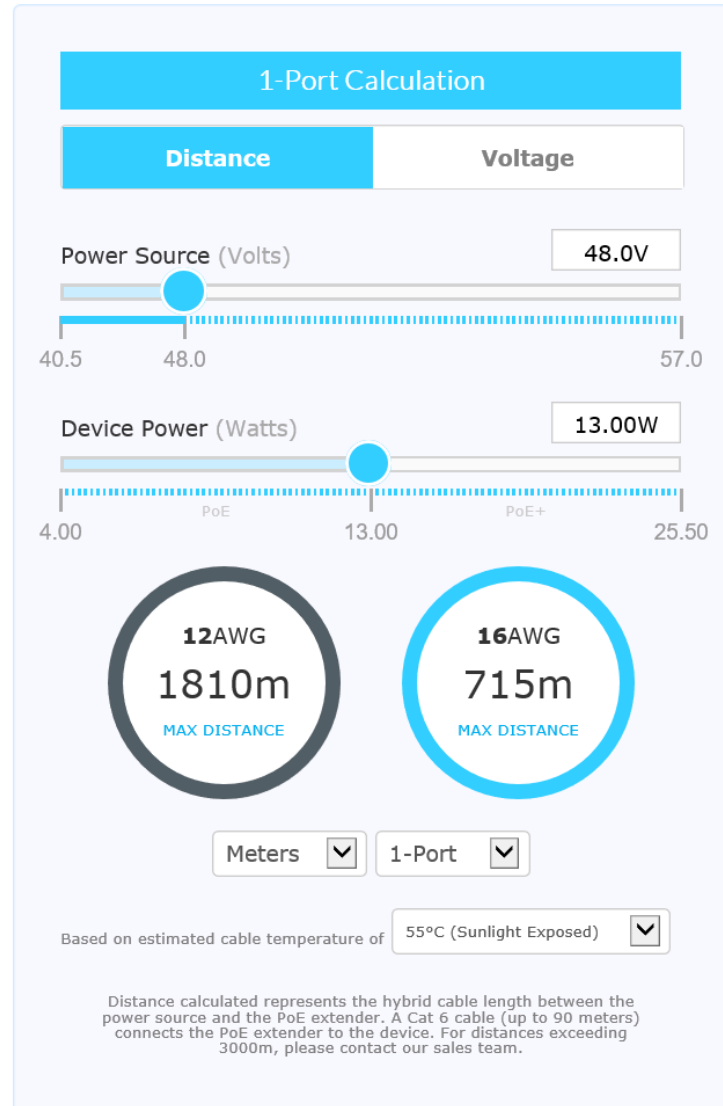 1-Port Calculation
Distance Voltage
Power Source (Volts) 48.0V
40.5 48.0 57.0
Device Power (Watts) 13.00W
PoE PoE+
4.00 13.00 25.50
12AWG 16AWG
1810m 715m
MAX DISTANCE MAX DISTANCE
Meters 1-Port
Based on estimated cable temperature of 55ºC (Sunlight Exposed)
Distance calculated represents the hybrid cable length between the
power source and the PoE extender. A Cat 6 cable (up to 90 meters)
connects the PoE extender to the device. For distances exceeding
3000m, please contact our sales team.